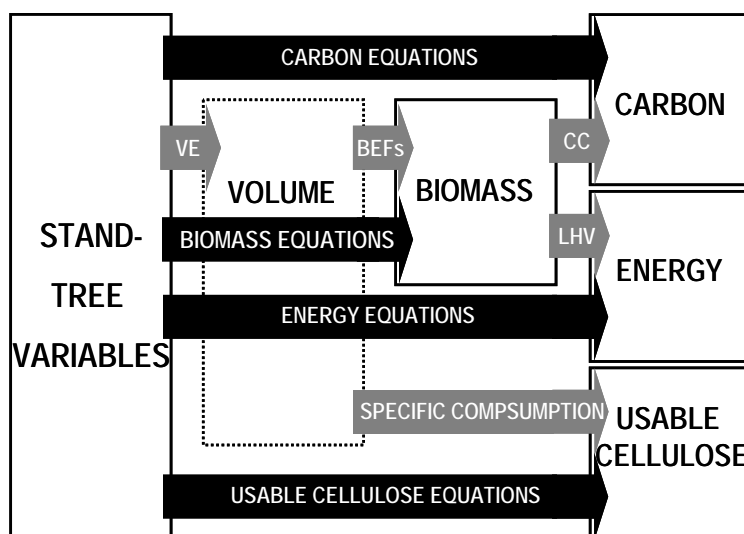 CARBON EQUATIONS
CARBON
VE
BEFs
CC
VOLUME
BIOMASS
STAND-
TREE
VARIABLES
BIOMASS EQUATIONS
LHV
ENERGY
ENERGY EQUATIONS
SPECIFIC COMPSUMPTION
USABLE
CELLULOSE
USABLE CELLULOSE EQUATIONS